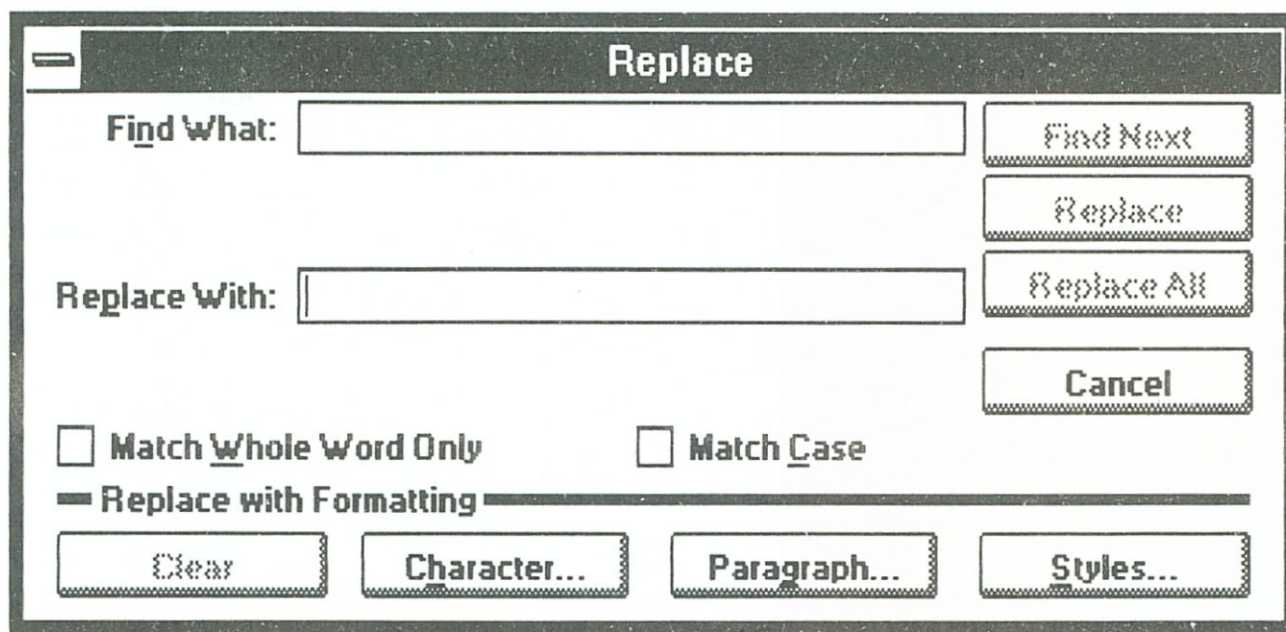 Replace
Find What:
Find Next
Replace
Replace With:
Replace All
Cancel
Match Whole Word Only
Match Case
Replace with Formatting
Clear
Character...
Paragraph...
Styles...